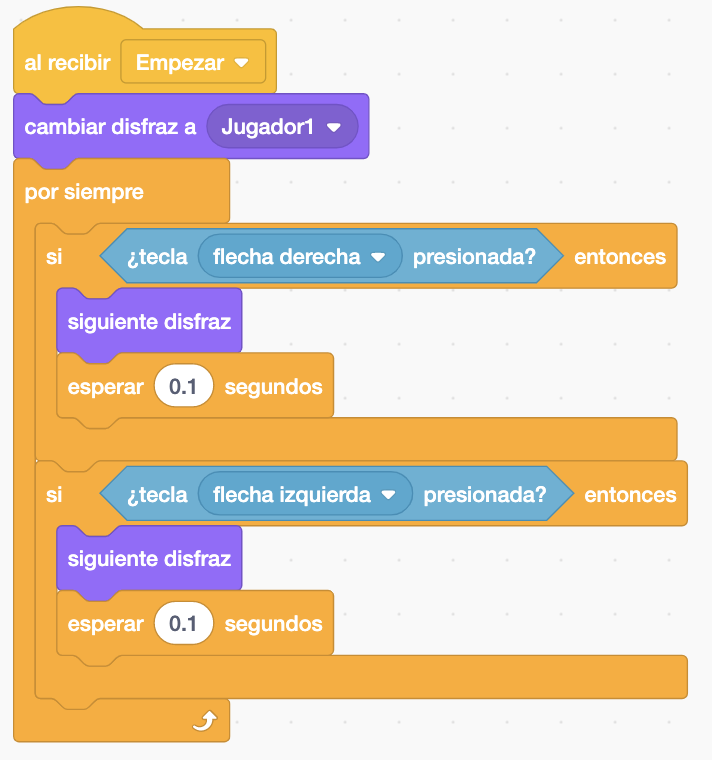 al recibir Empezar
cambiar disfraz a Jugador1
por siempre
si ¿tecla flecha derecha presionada? entonces
siguiente disfraz
esperar 0.1 segundos
si ¿tecla flecha izquierda presionada? entonces
siguiente disfraz
esperar 0.1 segundos